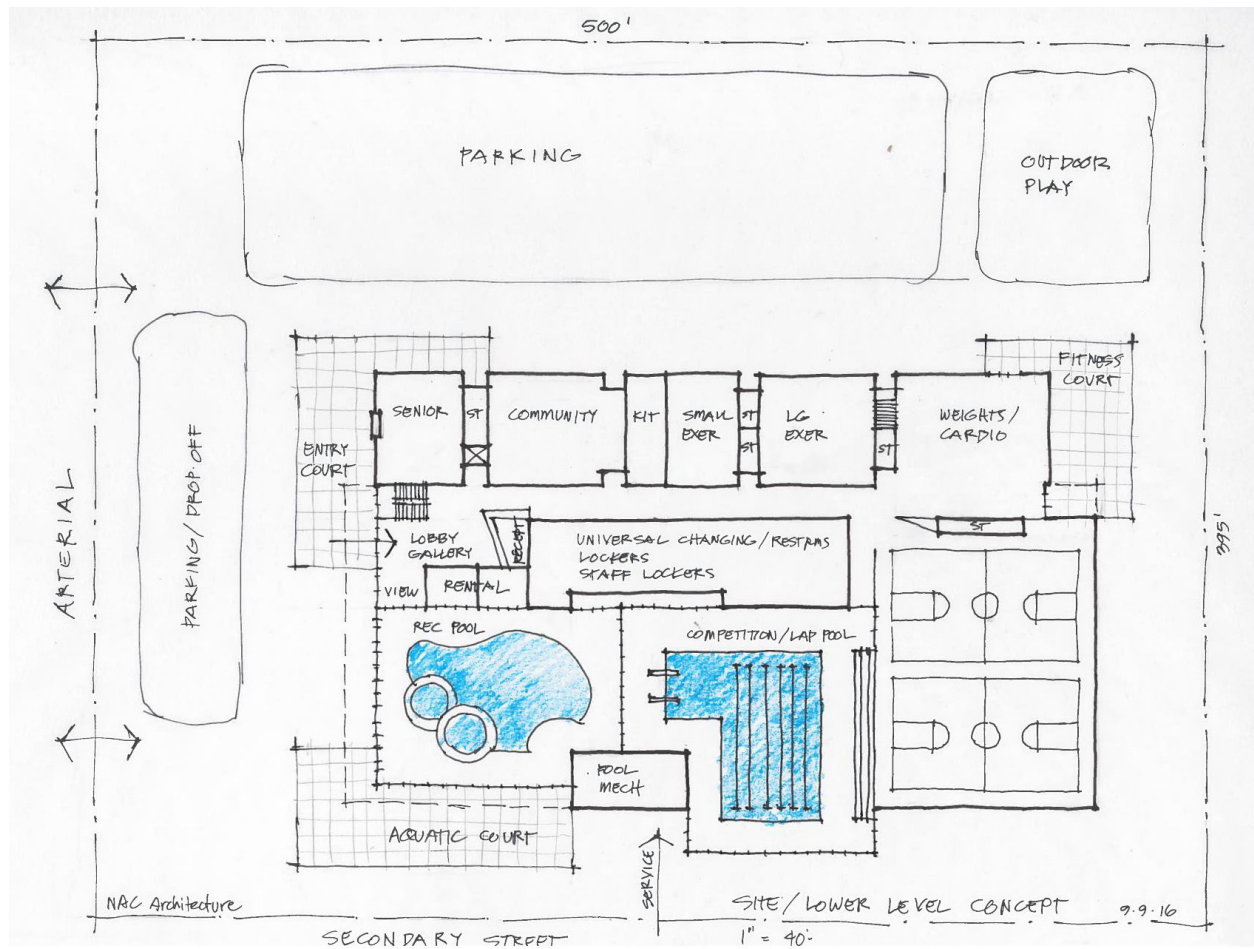 500'
PARKING
OUTDOOR
PLAY
FITNESS
COURT
SENIOR
ST
COMMUNITY
KIT
SMALL
EXER
ST
ST
LG
EXER
ST
WEIGHTS/
CARDIO
ENTRY
COURT
PARKING/DROP OFF
ARTERIAL
395'
LOBBY
GALLERY
RECEPT
UNIVERSAL CHANGING/RESTRMS
LOCKERS
STAFF LOCKERS
ST
VIEW
RENTAL
REC POOL
COMPETITION/LAP POOL
POOL
MECH
AQUATIC COURT
SERVICE
NAC Architecture
SITE/LOWER LEVEL CONCEPT
9.9.16
SECONDARY STREET
1" = 40'